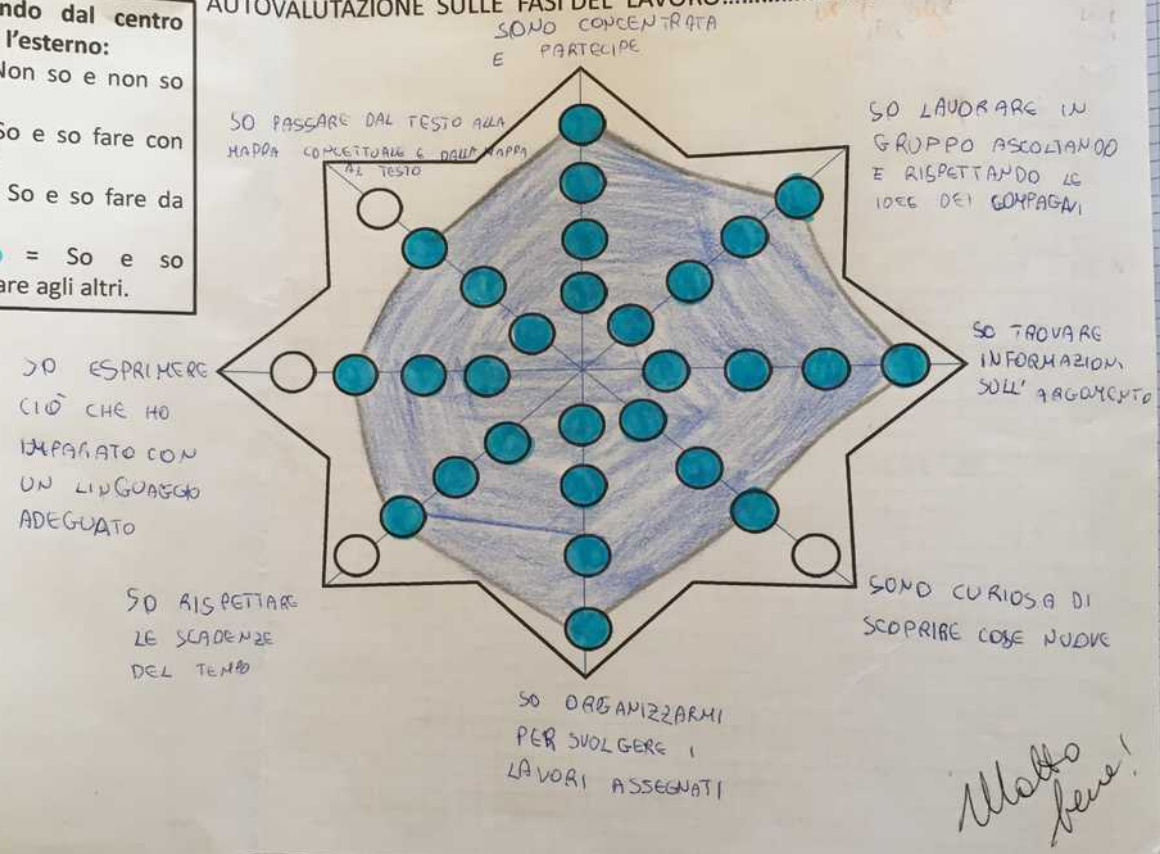 ndo dal centro
l'esterno:
Non so e non so
So e so fare con
So e so fare da
= So e so
are agli altri.
AUTOVALUTAZIONE SULLE FASI DEL LAVORO
SONO CONCENTRATA
E PARTECIPE
SO LAVORARE IN
GRUPPO ASCOLTANDO
E RISPETTANDO LE
IDEE DEI COMPAGNI
SO TROVARE
INFORMAZIONI
SULL'ARGOMENTO
SONO CURIOSA DI
SCOPRIRE COSE NUOVE
SO ORGANIZZARMI
PER SVOLGERE I
LAVORI ASSEGNATI
SO RISPETTARE
LE SCADENZE
DEL TEMPO
SO ESPRIMERE
CIÒ CHE HO
IMPARATO CON
UN LINGUAGGIO
ADEGUATO
SO PASSARE DAL TESTO ALLA
MAPPA CONCETTUALE E DALLA MAPPA
AL TESTO
Molto
bene!